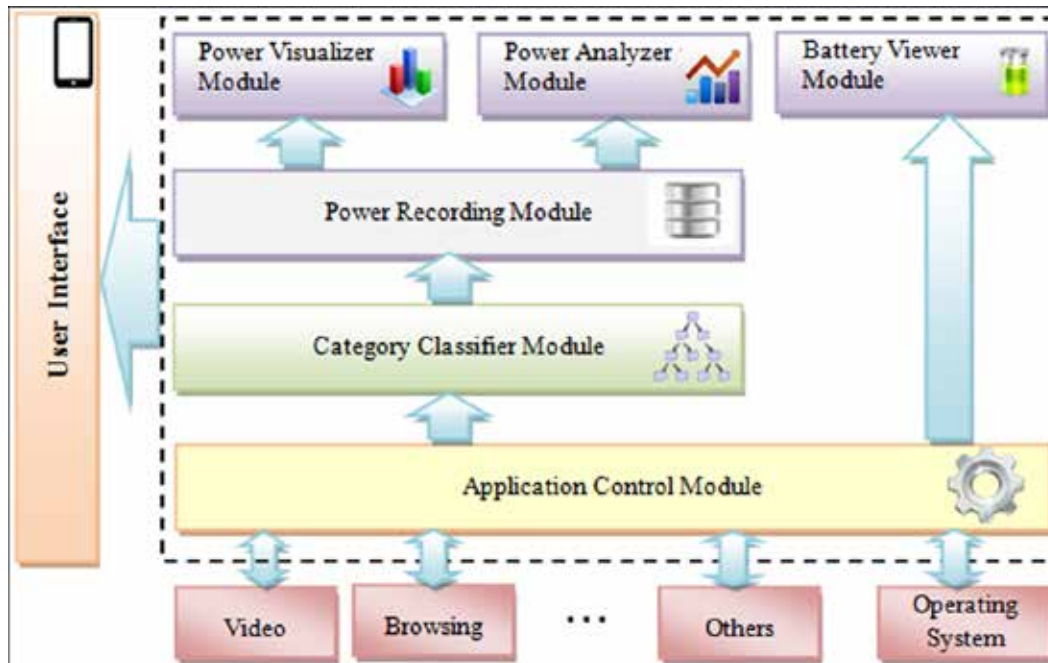 User Interface
Power Visualizer
Module
Power Analyzer
Module
Battery Viewer
Module
Power Recording Module
Category Classifier Module
Application Control Module
Video
Browsing
...
Others
Operating
System